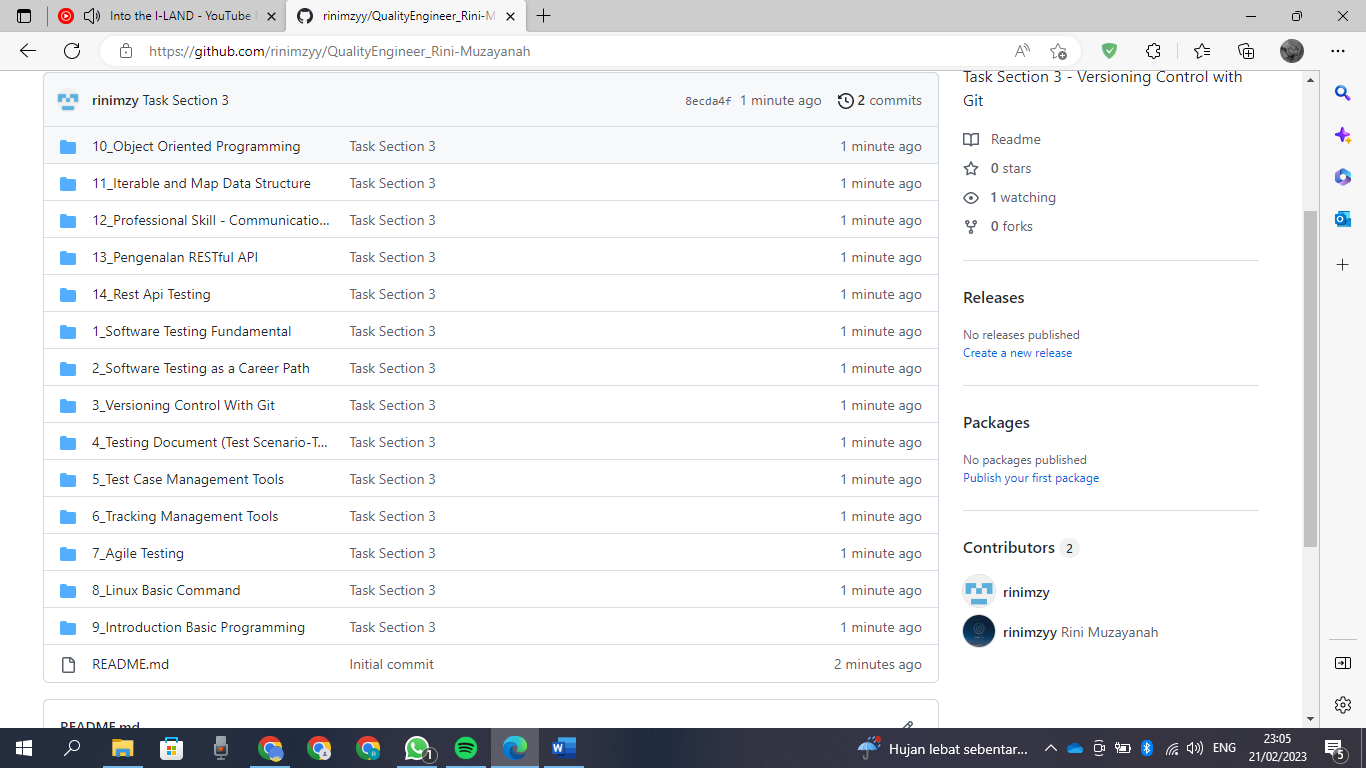 Into the I-LAND - YouTube
rinimzyy/QualityEngineer_Rini-M
https://github.com/rinimzyy/QualityEngineer_Rini-Muzayanah
rinimzy Task Section 3 8ecda4f 1 minute ago 2 commits
10_Object Oriented Programming Task Section 3 1 minute ago
11_Iterable and Map Data Structure Task Section 3 1 minute ago
12_Professional Skill - Communicatio... Task Section 3 1 minute ago
13_Pengenalan RESTful API Task Section 3 1 minute ago
14_Rest Api Testing Task Section 3 1 minute ago
1_Software Testing Fundamental Task Section 3 1 minute ago
2_Software Testing as a Career Path Task Section 3 1 minute ago
3_Versioning Control With Git Task Section 3 1 minute ago
4_Testing Document (Test Scenario-T... Task Section 3 1 minute ago
5_Test Case Management Tools Task Section 3 1 minute ago
6_Tracking Management Tools Task Section 3 1 minute ago
7_Agile Testing Task Section 3 1 minute ago
8_Linux Basic Command Task Section 3 1 minute ago
9_Introduction Basic Programming Task Section 3 1 minute ago
README.md Initial commit 2 minutes ago
README.md
Task Section 3 - Versioning Control with
Git
Readme
0 stars
1 watching
0 forks
Releases
No releases published
Create a new release
Packages
No packages published
Publish your first package
Contributors 2
rinimzy
rinimzyy Rini Muzayanah
1
Hujan lebat sebentar...
ENG
23:05
21/02/2023
5